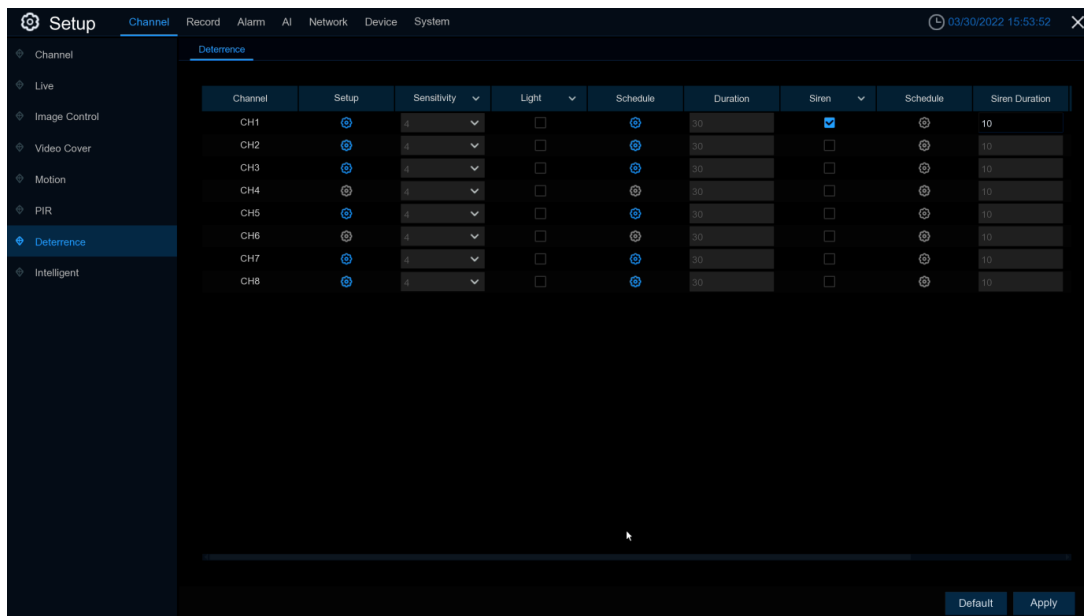 Setup Channel Record Alarm AI Network Device System 03/30/2022 15:53:52
Channel
Live
Image Control
Video Cover
Motion
PIR
Deterrence
Intelligent
Deterrence
Channel Setup Sensitivity Light Schedule Duration Siren Schedule Siren Duration
CH1 4 30 10
CH2 4 30 10
CH3 4 30 10
CH4 4 30 10
CH5 4 30 10
CH6 4 30 10
CH7 4 30 10
CH8 4 30 10
Default Apply